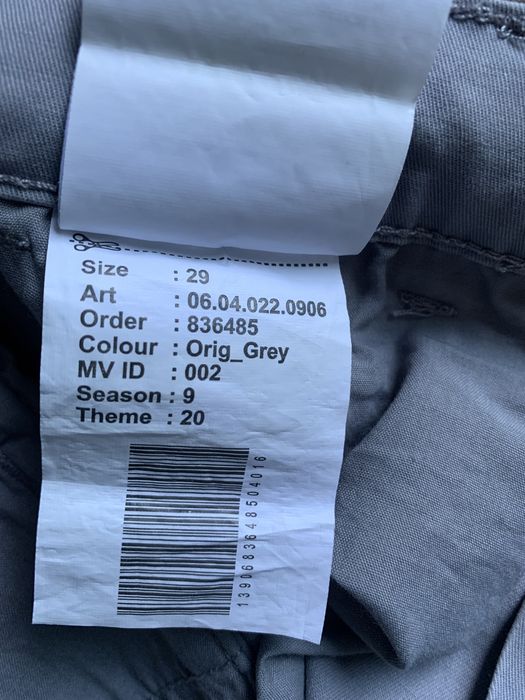 Size : 29
Art : 06.04.022.0906
Order : 836485
Colour : Orig_Grey
MV ID : 002
Season : 9
Theme : 20
1390683648504016